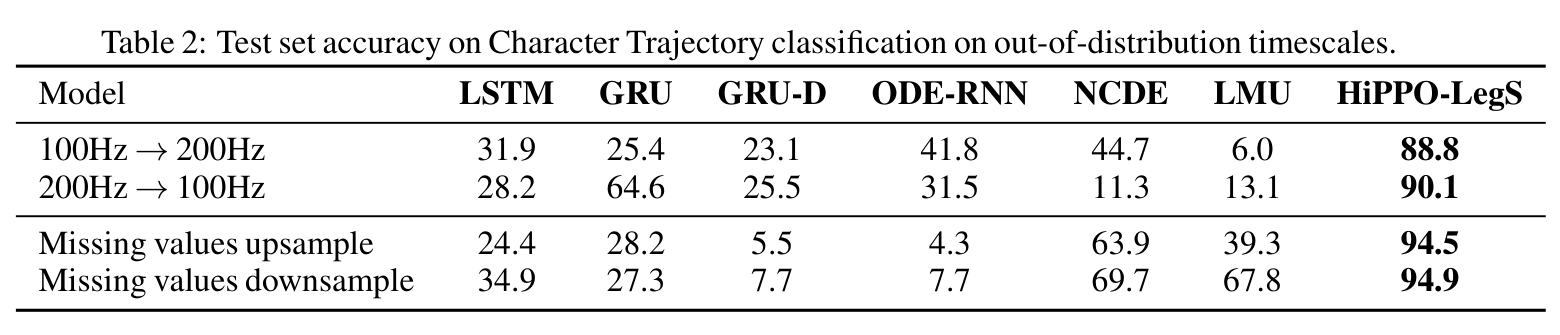 Table 2: Test set accuracy on Character Trajectory classification on out-of-distribution timescales.
Model LSTM GRU GRU-D ODE-RNN NCDE LMU HiPPO-LegS
100Hz → 200Hz 31.9 25.4 23.1 41.8 44.7 6.0 88.8
200Hz → 100Hz 28.2 64.6 25.5 31.5 11.3 13.1 90.1
Missing values upsample 24.4 28.2 5.5 4.3 63.9 39.3 94.5
Missing values downsample 34.9 27.3 7.7 7.7 69.7 67.8 94.9